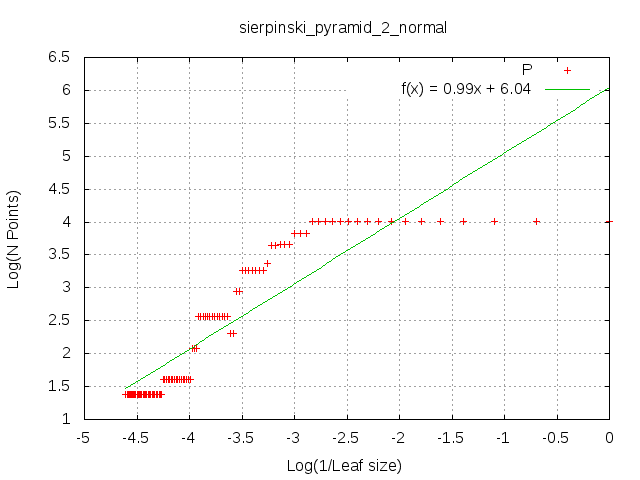 sierpinski_pyramid_2_normal
P
f(x) = 0.99x + 6.04
6.5
6
5.5
5
4.5
4
3.5
3
2.5
2
1.5
1
Log(N Points)
-5 -4.5 -4 -3.5 -3 -2.5 -2 -1.5 -1 -0.5 0
Log(1/Leaf size)